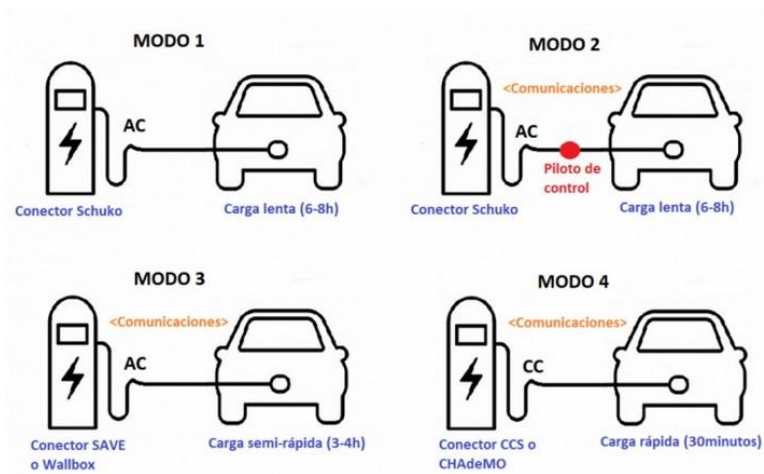 MODO 1
AC
Conector Schuko
Carga lenta (6-8h)
MODO 2
<Comunicaciones>
AC
Piloto de
control
Conector Schuko
Carga lenta (6-8h)
MODO 3
<Comunicaciones>
AC
Conector SAVE
o Wallbox
Carga semi-rápida (3-4h)
MODO 4
<Comunicaciones>
CC
Conector CCS o
CHAdeMO
Carga rápida (30minutos)